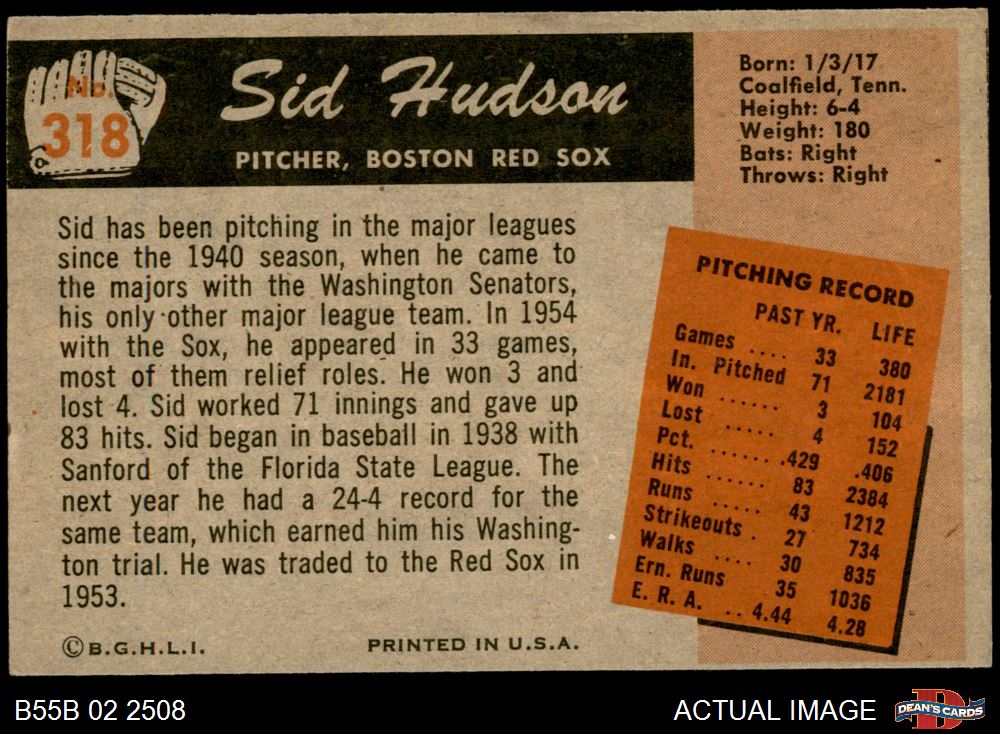 No.
318
Sid Hudson
PITCHER, BOSTON RED SOX
Born: 1/3/17
Coalfield, Tenn.
Height: 6-4
Weight: 180
Bats: Right
Throws: Right
Sid has been pitching in the major leagues
since the 1940 season, when he came to
the majors with the Washington Senators,
his only other major league team. In 1954
with the Sox, he appeared in 33 games,
most of them relief roles. He won 3 and
lost 4. Sid worked 71 innings and gave up
83 hits. Sid began in baseball in 1938 with
Sanford of the Florida State League. The
next year he had a 24-4 record for the
same team, which earned him his Washing-
ton trial. He was traded to the Red Sox in
1953.
PITCHING RECORD
PAST YR. LIFE
Games .... 33 380
In. Pitched 71 2181
Won ...... 3 104
Lost ..... 4 152
Pct. ...... .429 .406
Hits ...... 83 2384
Runs ...... 43 1212
Strikeouts . 27 734
Walks .... 30 835
Ern. Runs 35 1036
E. R. A. .. 4.44 4.28
©B.G.H.L.I. PRINTED IN U.S.A.
B55B 02 2508 ACTUAL IMAGE DEAN'S CARDS